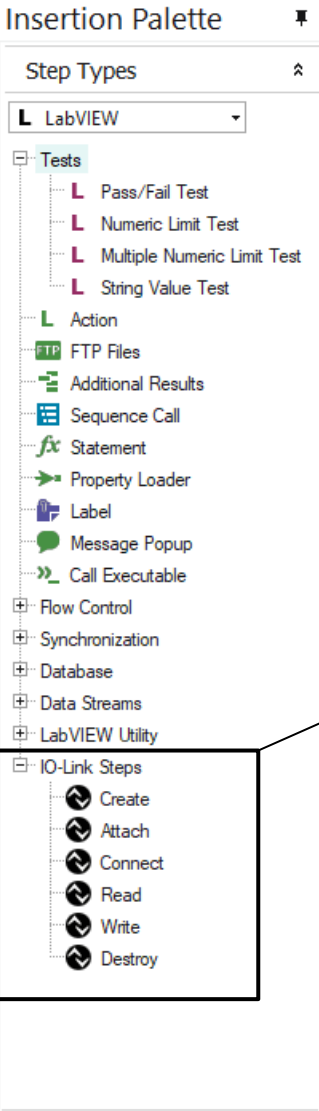 Insertion Palette
Step Types
L LabVIEW
Tests
L Pass/Fail Test
L Numeric Limit Test
L Multiple Numeric Limit Test
L String Value Test
L Action
FTP FTP Files
Additional Results
Sequence Call
fx Statement
Property Loader
Label
Message Popup
Call Executable
Flow Control
Synchronization
Database
Data Streams
LabVIEW Utility
IO-Link Steps
Create
Attach
Connect
Read
Write
Destroy